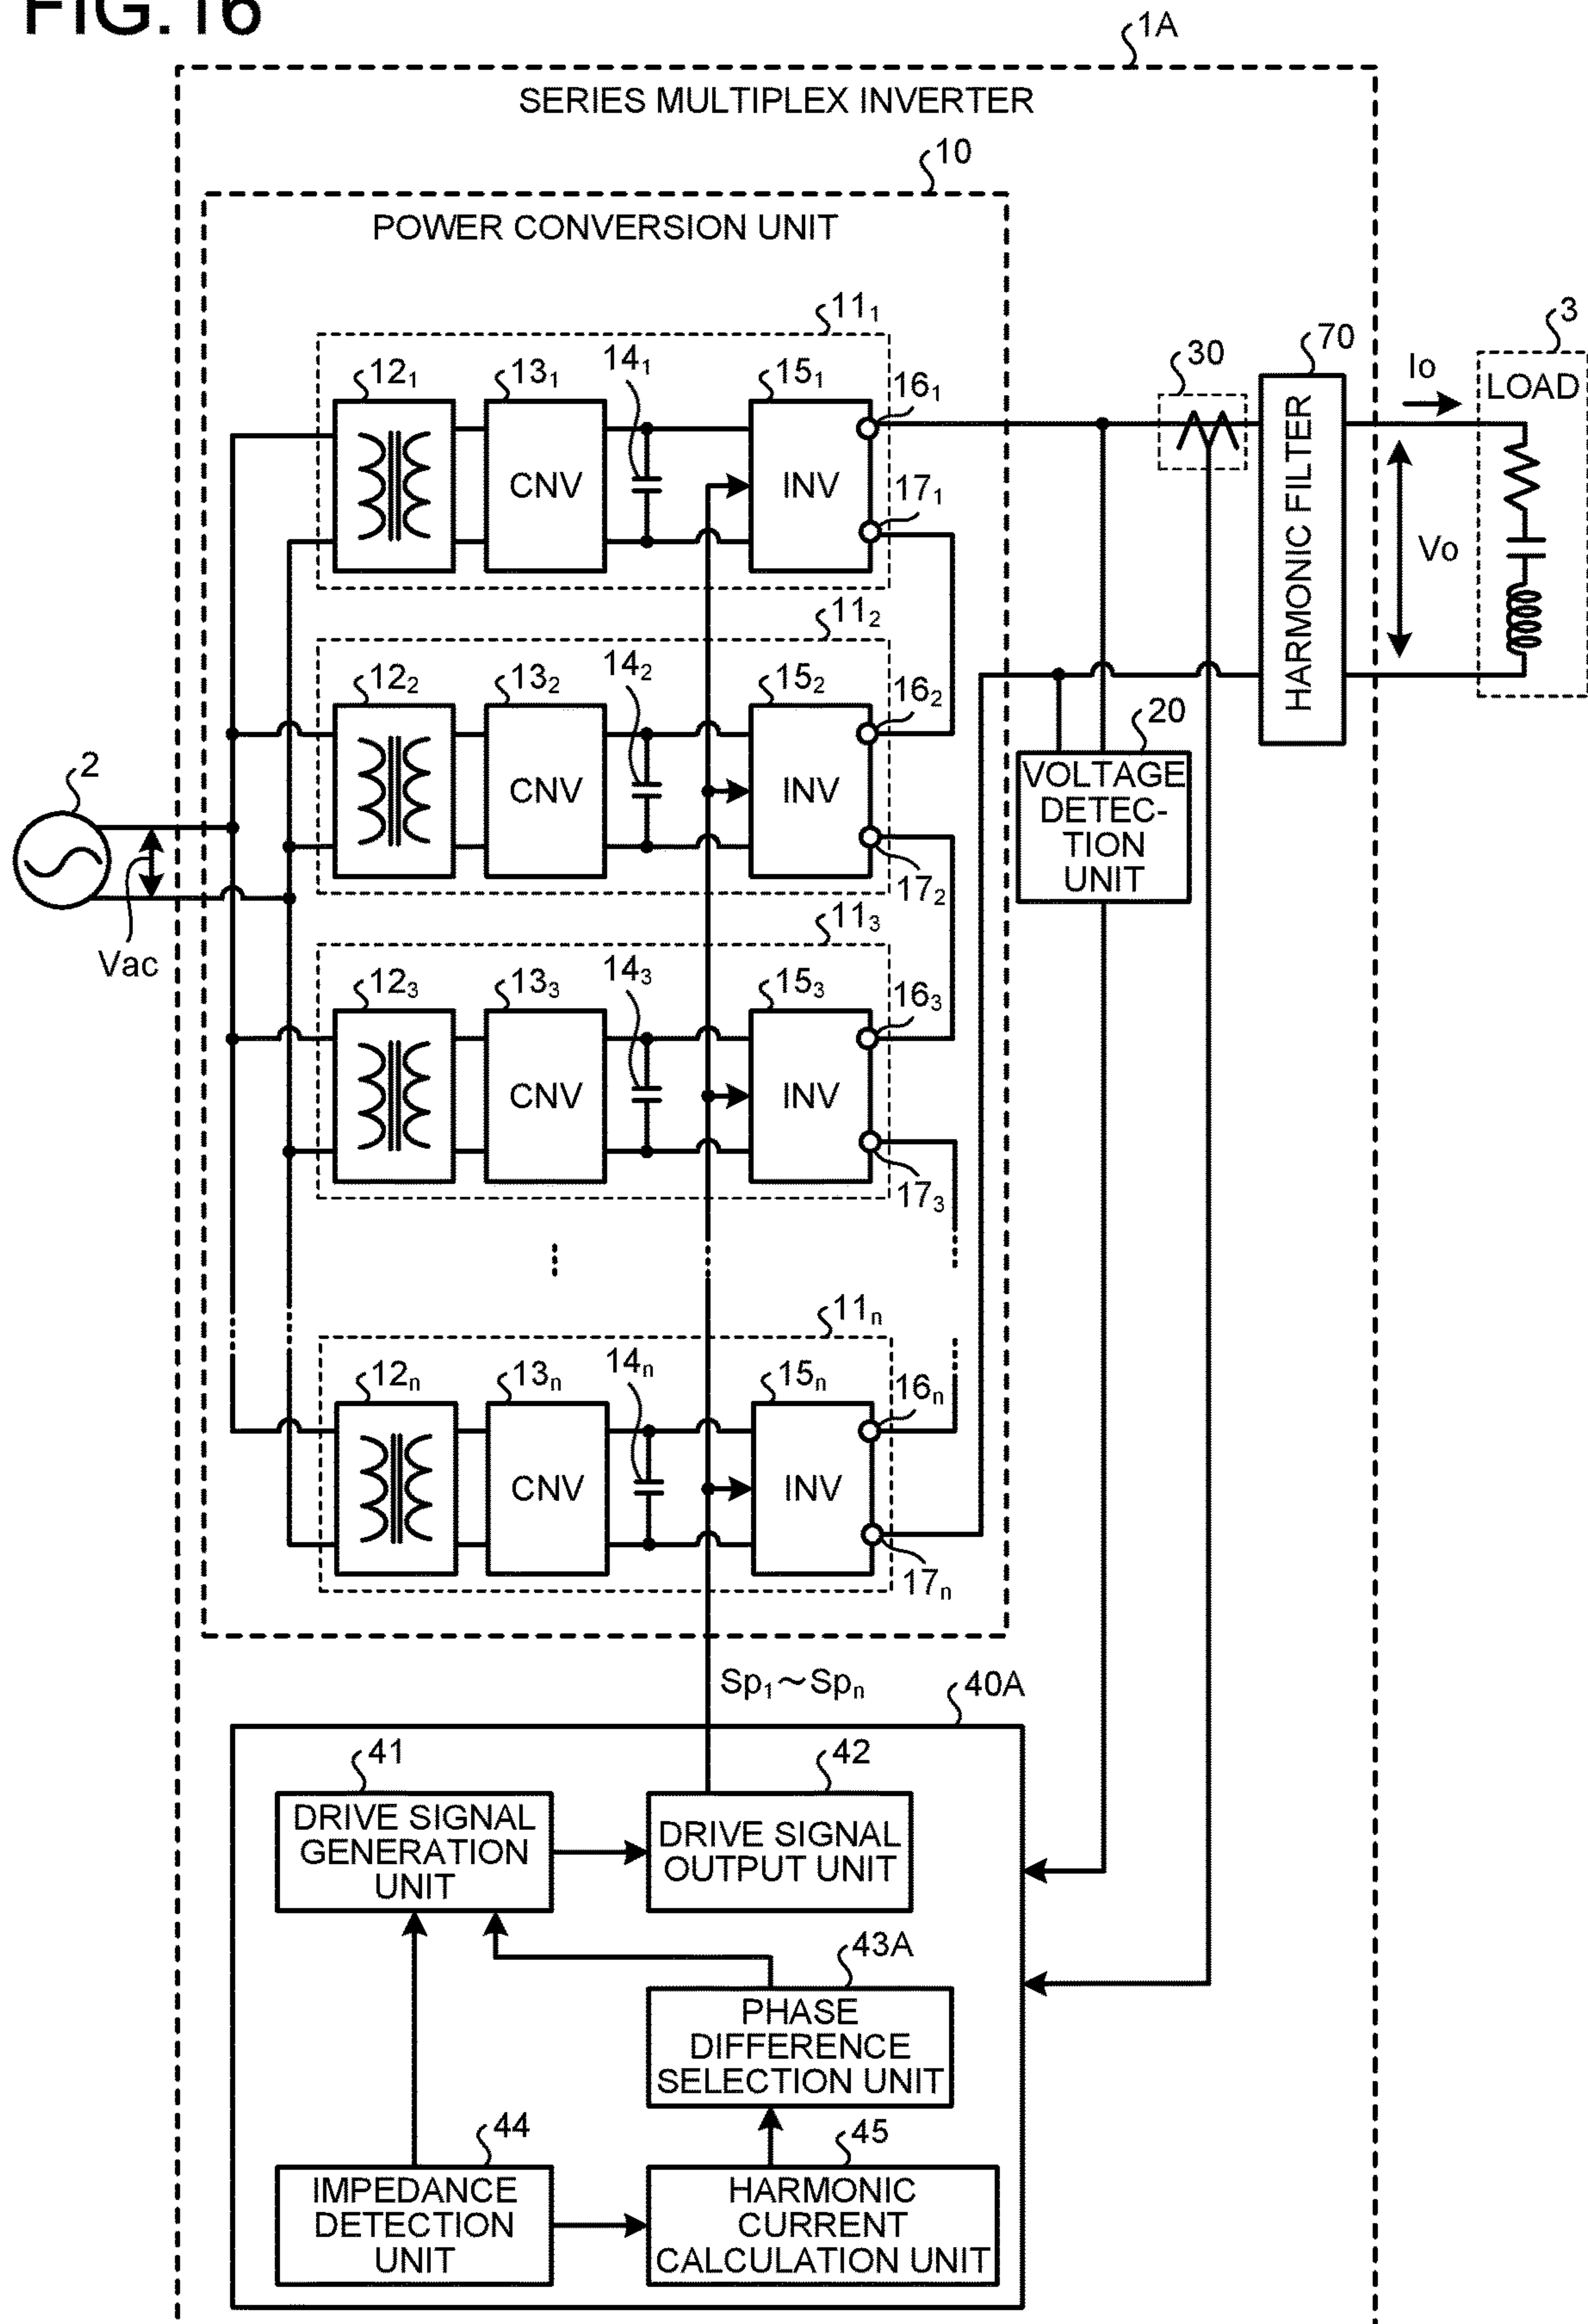 FIG. 16
1A
SERIES MULTIPLEX INVERTER
10
POWER CONVERSION UNIT
11₁
12₁
13₁
14₁
15₁
16₁
CNV
INV
17₁
30
70
HARMONIC FILTER
Io
Vo
3
LOAD
11₂
12₂
13₂
14₂
15₂
16₂
CNV
INV
17₂
20
VOLTAGE
DETEC-
TION
UNIT
2
Vac
11₃
12₃
13₃
14₃
15₃
16₃
CNV
INV
17₃
11ₙ
12ₙ
13ₙ
14ₙ
15ₙ
16ₙ
CNV
INV
17ₙ
Sp₁~Spₙ
40A
41
DRIVE SIGNAL
GENERATION
UNIT
42
DRIVE SIGNAL
OUTPUT UNIT
43A
PHASE
DIFFERENCE
SELECTION UNIT
44
IMPEDANCE
DETECTION
UNIT
45
HARMONIC
CURRENT
CALCULATION UNIT